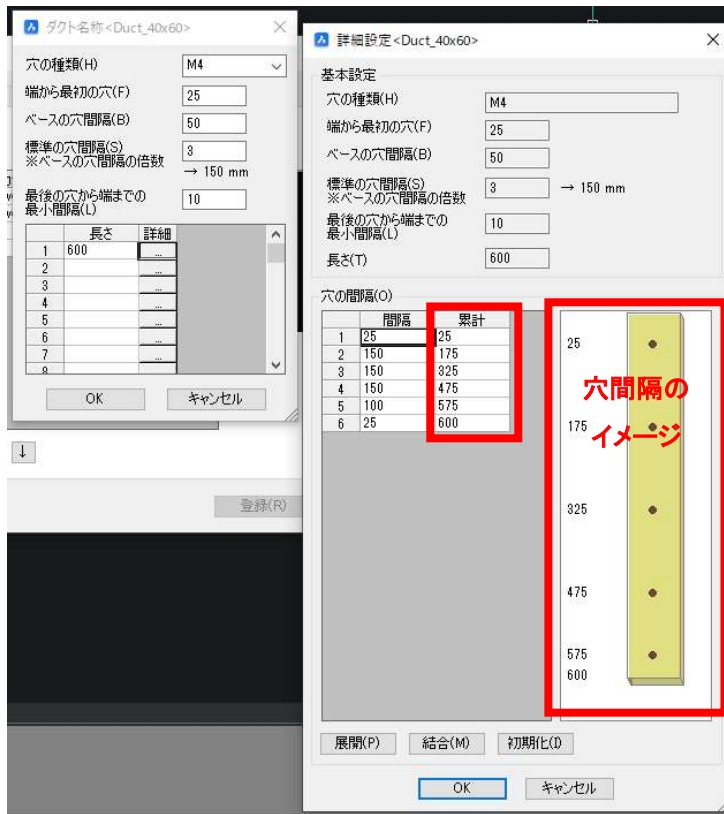 ダクト名称<Duct_40x60>
穴の種類(H) M4
端から最初の穴(F) 25
ベースの穴間隔(B) 50
標準の穴間隔(S) 3
※ベースの穴間隔の倍数 → 150 mm
最後の穴から端までの 10
最小間隔(L)
長さ 詳細
1 600 ...
2 ...
3 ...
4 ...
5 ...
6 ...
7 ...
8
OK キャンセル
↓
登録(R)
詳細設定<Duct_40x60>
基本設定
穴の種類(H) M4
端から最初の穴(F) 25
ベースの穴間隔(B) 50
標準の穴間隔(S) 3 → 150 mm
※ベースの穴間隔の倍数
最後の穴から端までの 10
最小間隔(L)
長さ(T) 600
穴の間隔(O)
間隔 累計
1 25 25
2 150 175
3 150 325
4 150 475
5 100 575
6 25 600
25
穴間隔の
175
イメージ
325
475
575
600
展開(P) 結合(M) 初期化(I)
OK キャンセル